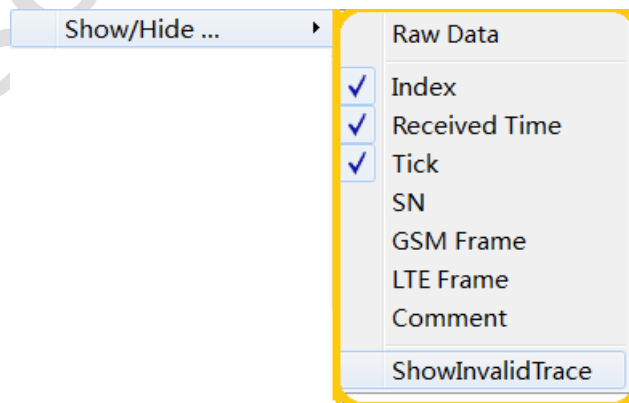 Show/Hide ...
Raw Data
Index
Received Time
Tick
SN
GSM Frame
LTE Frame
Comment
ShowInvalidTrace